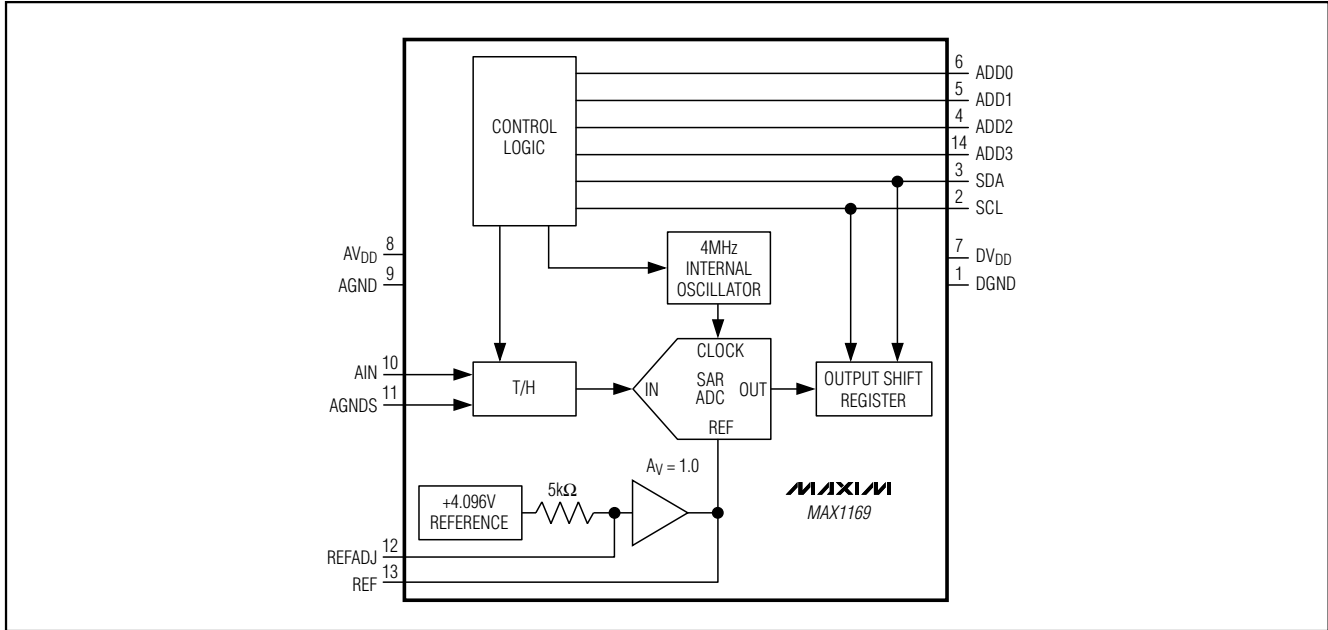 CONTROL
LOGIC
6 ADD0
5 ADD1
4 ADD2
14 ADD3
3 SDA
2 SCL
AVDD 8
AGND 9
4MHz
INTERNAL
OSCILLATOR
7 DVDD
1 DGND
AIN 10
AGNDS 11
T/H
CLOCK
IN
SAR
ADC
OUT
REF
OUTPUT SHIFT
REGISTER
AV = 1.0
+4.096V
REFERENCE
5kΩ
MAXIM
MAX1169
REFADJ 12
REF 13